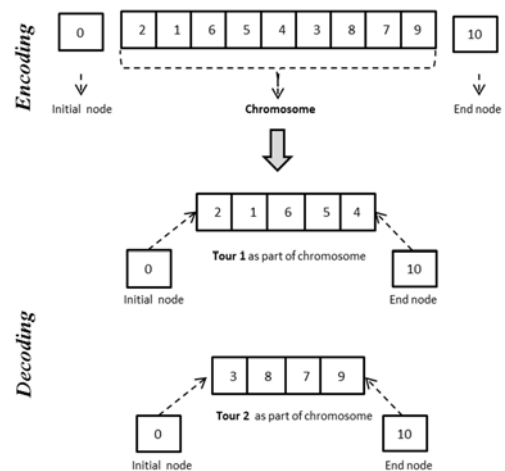 Encoding
0
2 1 6 5 4 3 8 7 9
10
Initial node
Chromosome
End node
Decoding
2 1 6 5 4
Tour 1 as part of chromosome
0
10
Initial node
End node
3 8 7 9
Tour 2 as part of chromosome
0
10
Initial node
End node